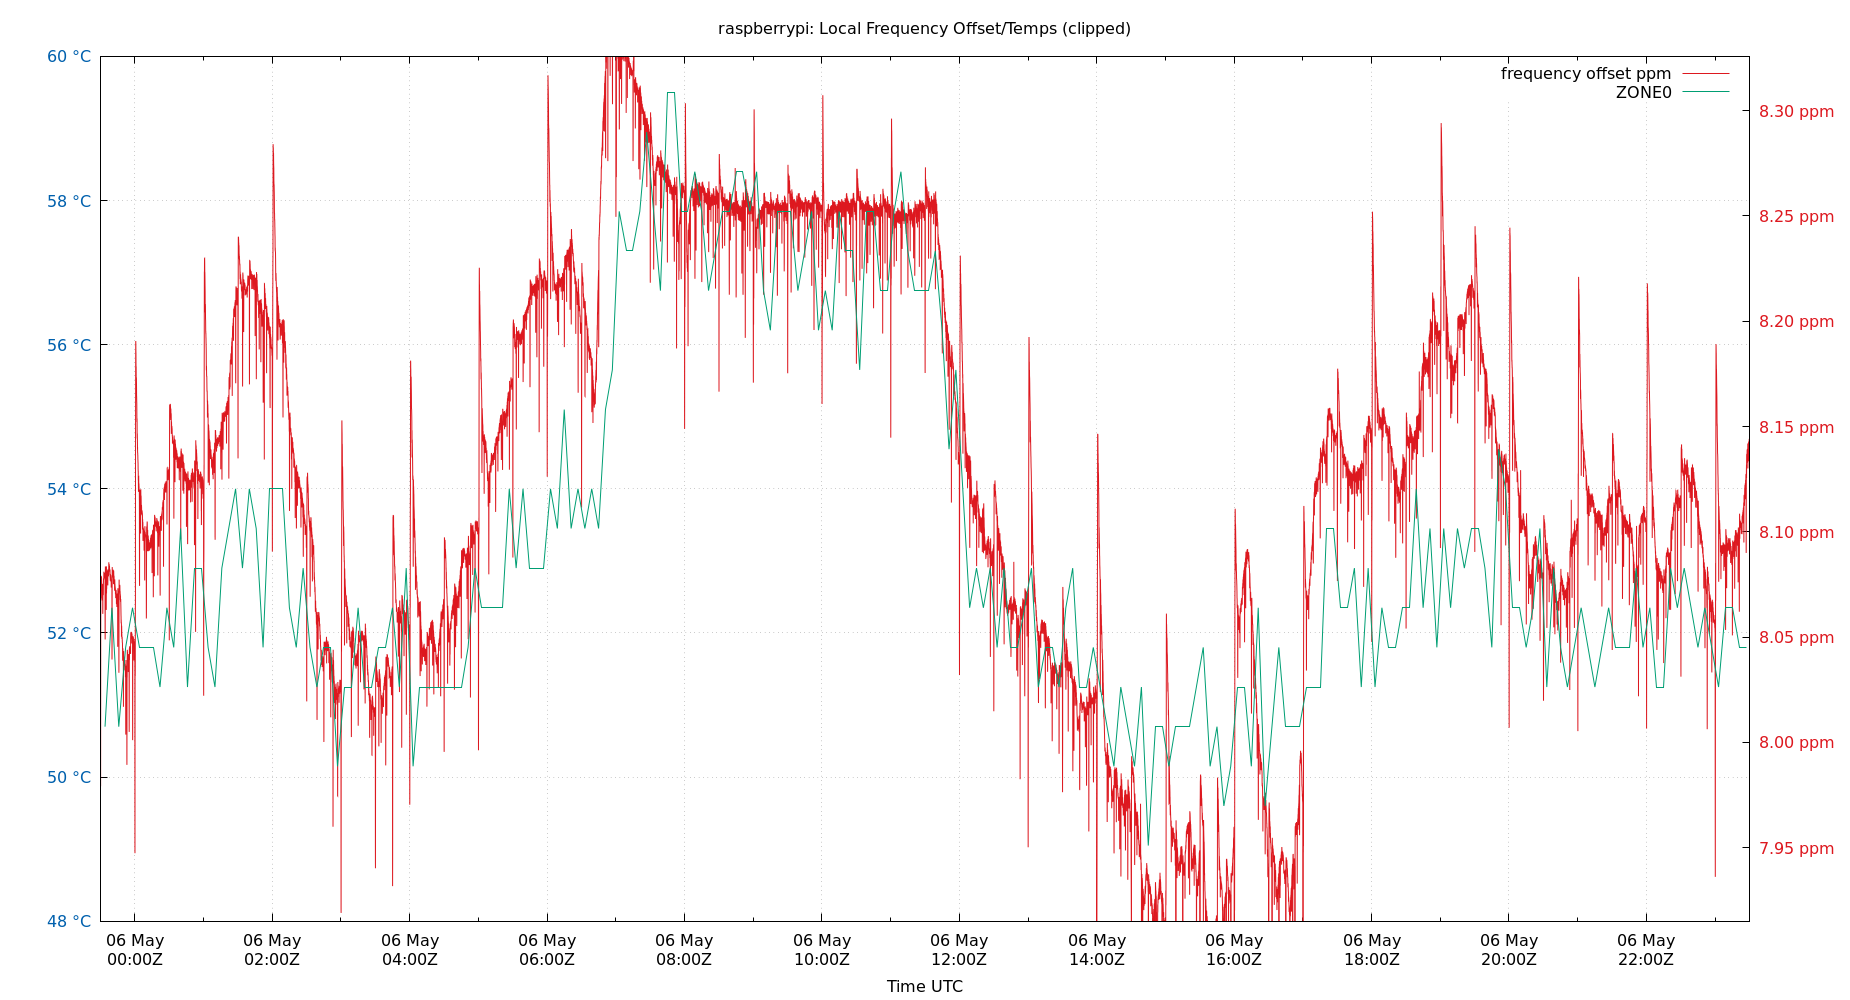 raspberrypi: Local Frequency Offset/Temps (clipped)
60 °C
58 °C
56 °C
54 °C
52 °C
50 °C
48 °C
frequency offset ppm
ZONE0
8.30 ppm
8.25 ppm
8.20 ppm
8.15 ppm
8.10 ppm
8.05 ppm
8.00 ppm
7.95 ppm
06 May 06 May 06 May 06 May 06 May 06 May 06 May 06 May 06 May 06 May 06 May 06 May
00:00Z 02:00Z 04:00Z 06:00Z 08:00Z 10:00Z 12:00Z 14:00Z 16:00Z 18:00Z 20:00Z 22:00Z
Time UTC